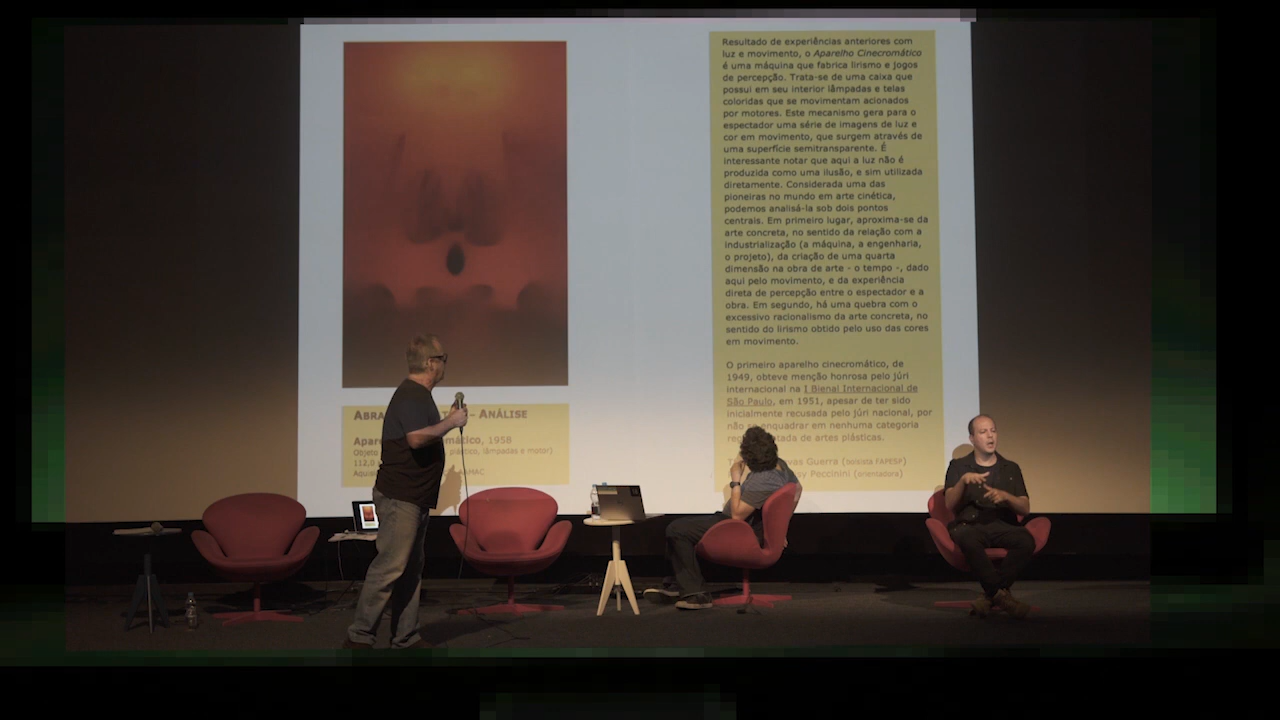 Resultado de experiências anteriores com
luz e movimento, o Aparelho Cinecromático
é uma máquina que fabrica lirismo e jogos
de percepção. Trata-se de uma caixa que
possui em seu interior lâmpadas e telas
coloridas que se movimentam acionados
por motores. Este mecanismo gera para o
espectador uma série de imagens de luz e
cor em movimento, que surgem através de
uma superfície semitransparente. É
interessante notar que aqui a luz não é
produzida como uma ilusão, e sim utilizada
diretamente. Considerada uma das
pioneiras no mundo em arte cinética,
podemos analisá-la sob dois pontos
centrais. Em primeiro lugar, aproxima-se da
arte concreta, no sentido da relação com a
industrialização (a máquina, a engenharia,
o projeto), da criação de uma quarta
dimensão na obra de arte - o tempo -, dado
aqui pelo movimento, e da experiência
direta de percepção entre o espectador e a
obra. Em segundo, há uma quebra com o
excessivo racionalismo da arte concreta, no
sentido do lirismo obtido pelo uso das cores
em movimento.
O primeiro aparelho cinecromático, de
1949, obteve menção honrosa pelo júri
internacional na I Bienal Internacional de
São Paulo, em 1951, apesar de ter sido
inicialmente recusada pelo júri nacional, por
não se enquadrar em nenhuma categoria
de artes plásticas.
Guerra (bolsista FAPESP)
Peccinini (orientadora)
- ANÁLISE
1958
Objeto plástico, lâmpadas e motor)
112,0